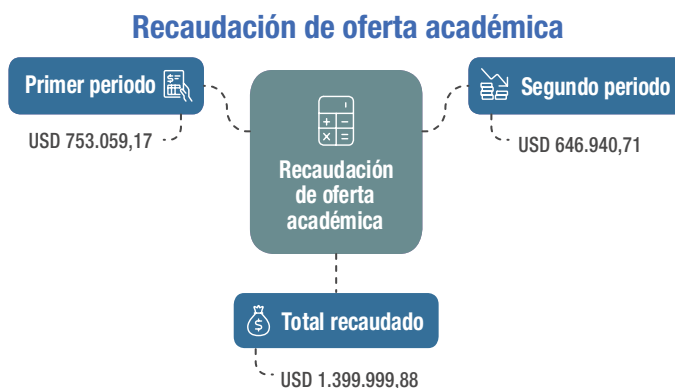 Recaudación de oferta académica
Primer periodo
USD 753.059,17
Recaudación
de oferta
académica
Segundo periodo
USD 646.940,71
Total recaudado
USD 1.399.999,88